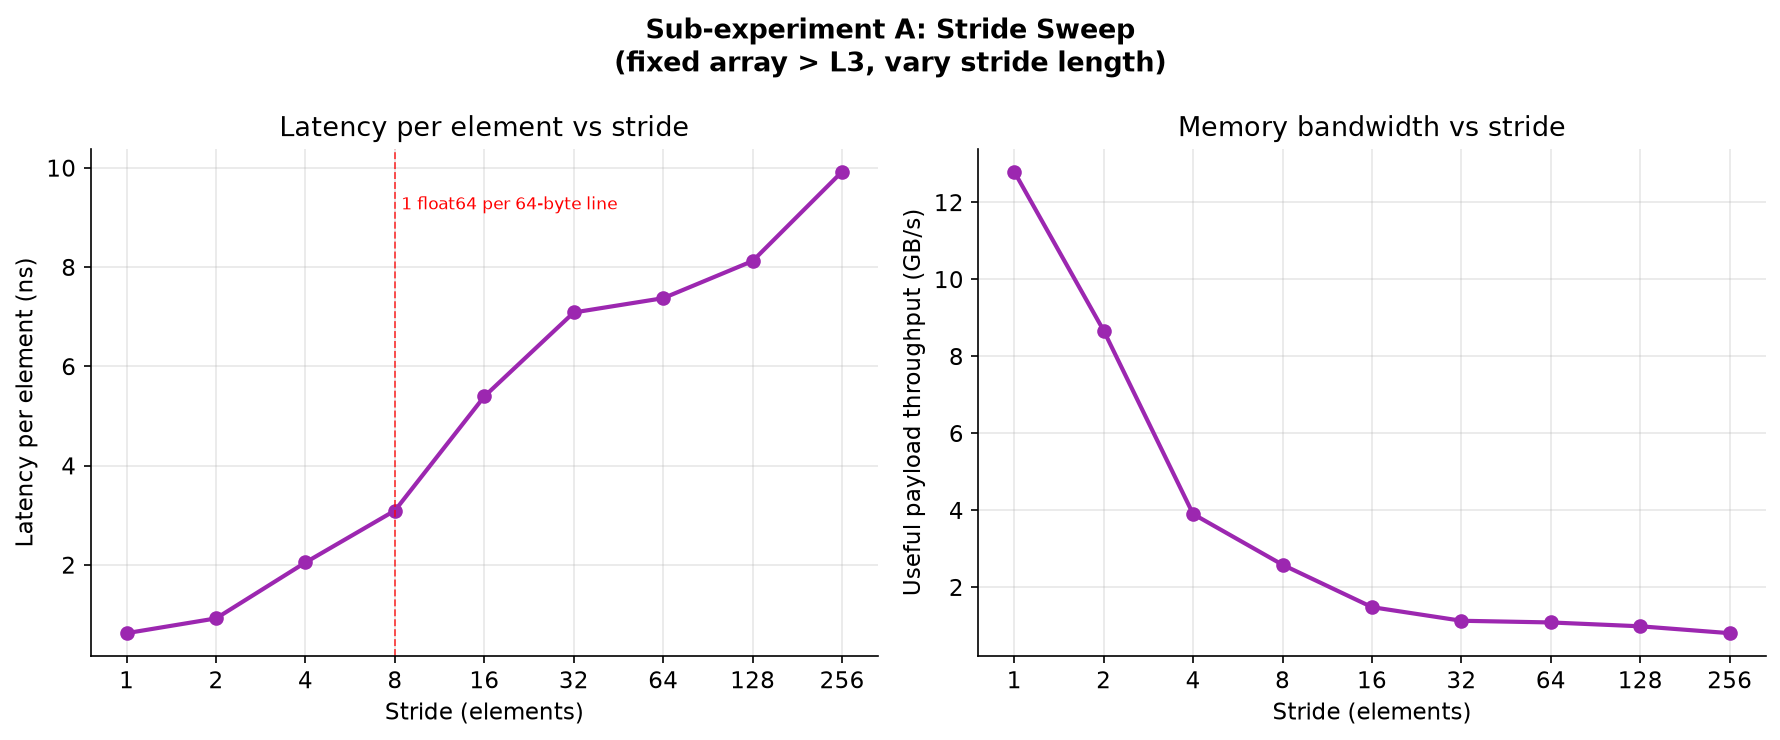 Sub-experiment A: Stride Sweep
(fixed array > L3, vary stride length)
Latency per element vs stride
Latency per element (ns)
10
8
6
4
2
1 float64 per 64-byte line
1 2 4 8 16 32 64 128 256
Stride (elements)
Memory bandwidth vs stride
Useful payload throughput (GB/s)
12
10
8
6
4
2
1 2 4 8 16 32 64 128 256
Stride (elements)